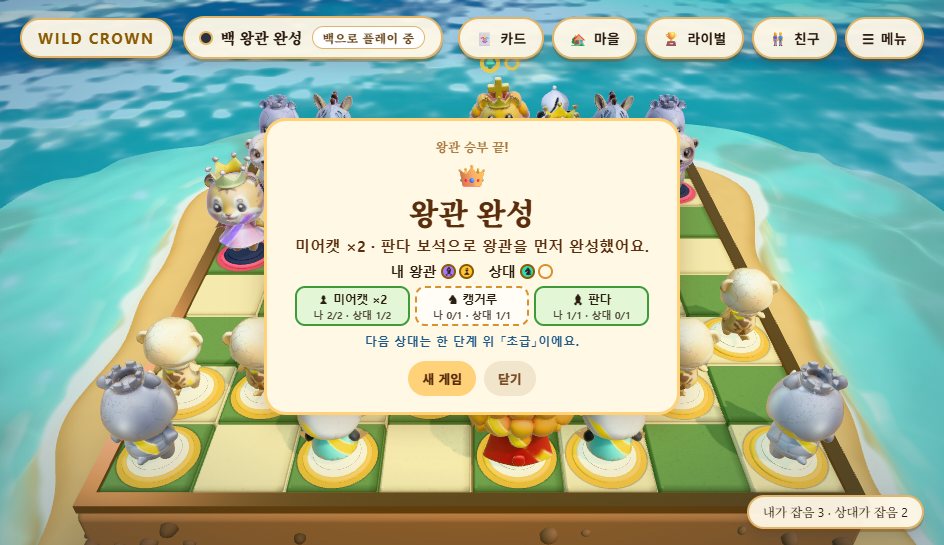 WILD CROWN
백 왕관 완성 백으로 플레이 중
카드
마을
라이벌
친구
☰ 메뉴
왕관 승부 끝!
왕관 완성
미어캣 ×2 · 판다 보석으로 왕관을 먼저 완성했어요.
내 왕관 상대
미어캣 ×2
나 2/2 · 상대 1/2
캥거루
나 0/1 · 상대 1/1
판다
나 1/1 · 상대 0/1
다음 상대는 한 단계 위 「초급」이에요.
새 게임
닫기
내가 잡음 3 · 상대가 잡음 2